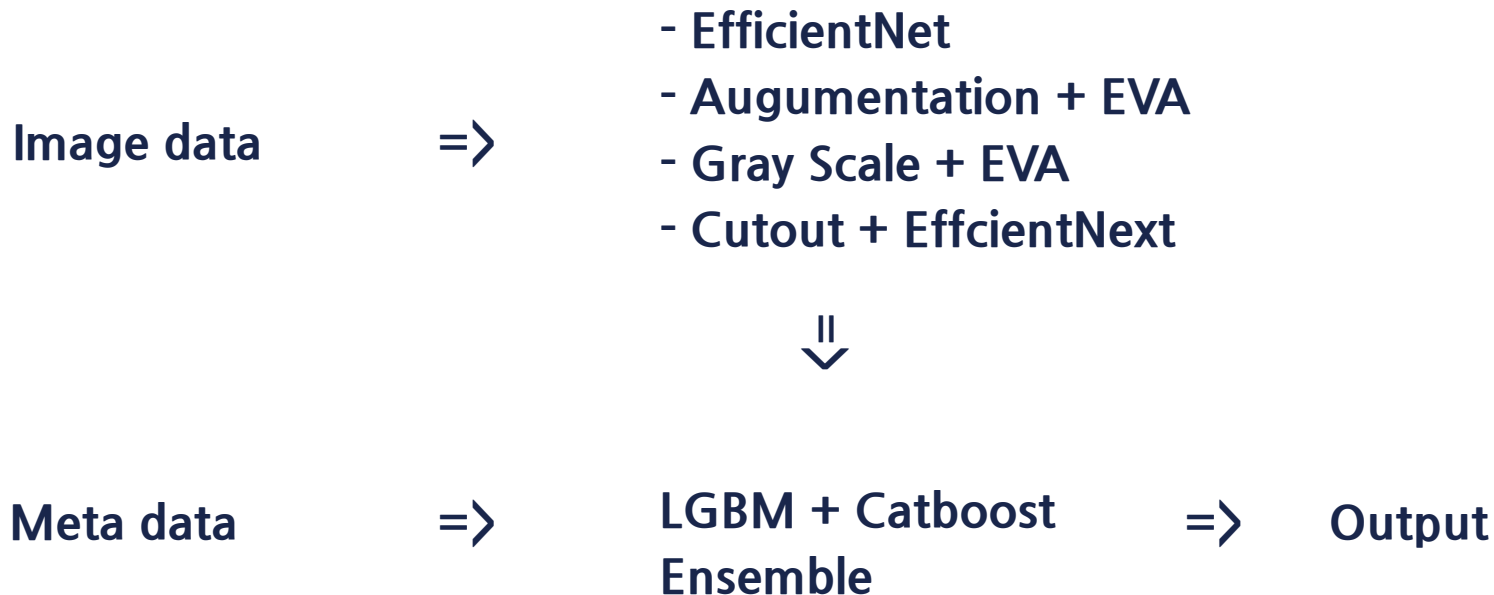 - EfficientNet
- Augumentation + EVA
Image data => 
- Gray Scale + EVA
- Cutout + EffcientNext
=>
Meta data => LGBM + Catboost => Output
Ensemble